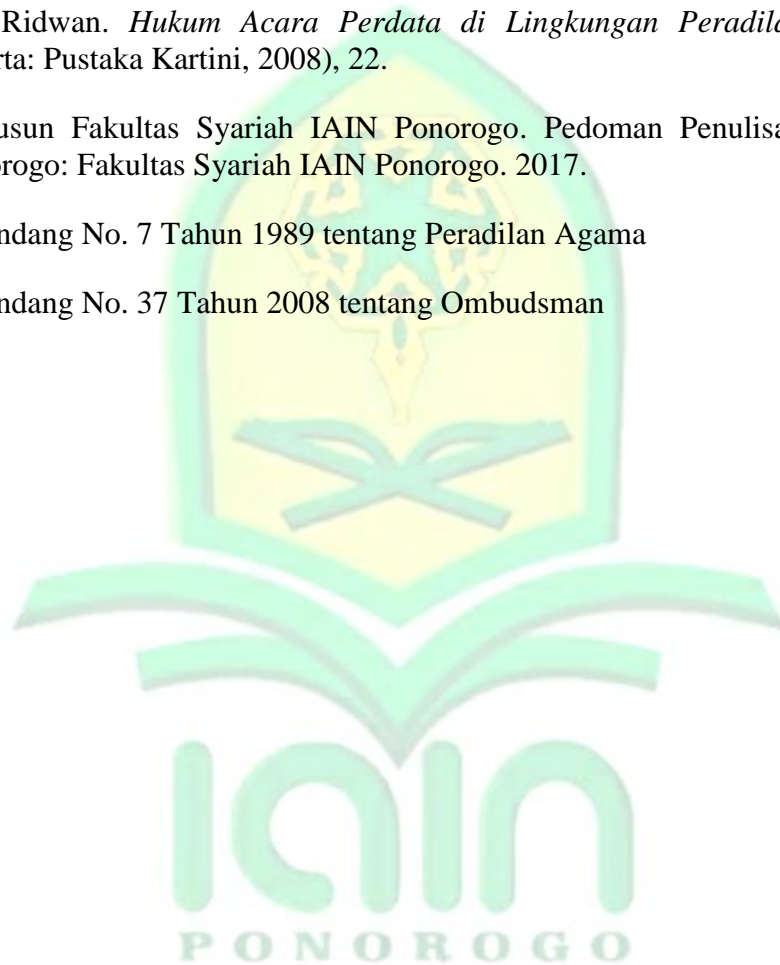 Ridwan. Hukum Acara Perdata di Lingkungan Peradila
rta: Pustaka Kartini, 2008), 22.
usun Fakultas Syariah IAIN Ponorogo. Pedoman Penulisa
orogo: Fakultas Syariah IAIN Ponorogo. 2017.
ndang No. 7 Tahun 1989 tentang Peradilan Agama
ndang No. 37 Tahun 2008 tentang Ombudsman
iain
PONOROGO